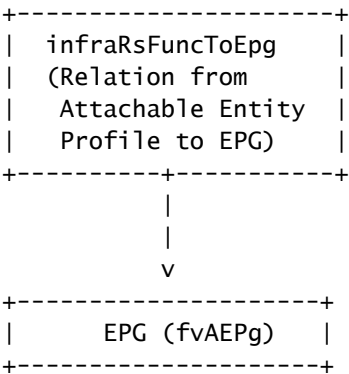 infraRsFuncToEpg
(Relation from
Attachable Entity
Profile to EPG)
v
EPG (fvAEPg)